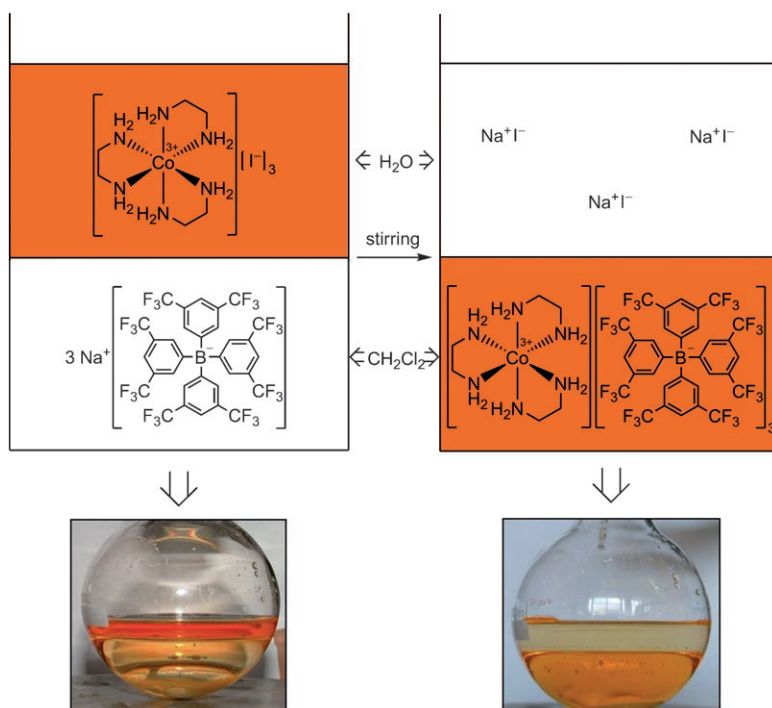 H₂N
H₂
N
NH₂
3+
Co
[I⁻]₃
N
H₂
NH₂
H₂N
Na⁺I⁻
Na⁺I⁻
Na⁺I⁻
H₂O
stirring
CH₂Cl₂
3 Na⁺
F₃C
CF₃
F₃C
CF₃
B⁻
F₃C
CF₃
F₃C
CF₃
H₂
N
H₂N
NH₂
3+
Co
N
H₂
NH₂
H₂N
F₃C
CF₃
F₃C
CF₃
B⁻
F₃C
CF₃
F₃C
CF₃
3